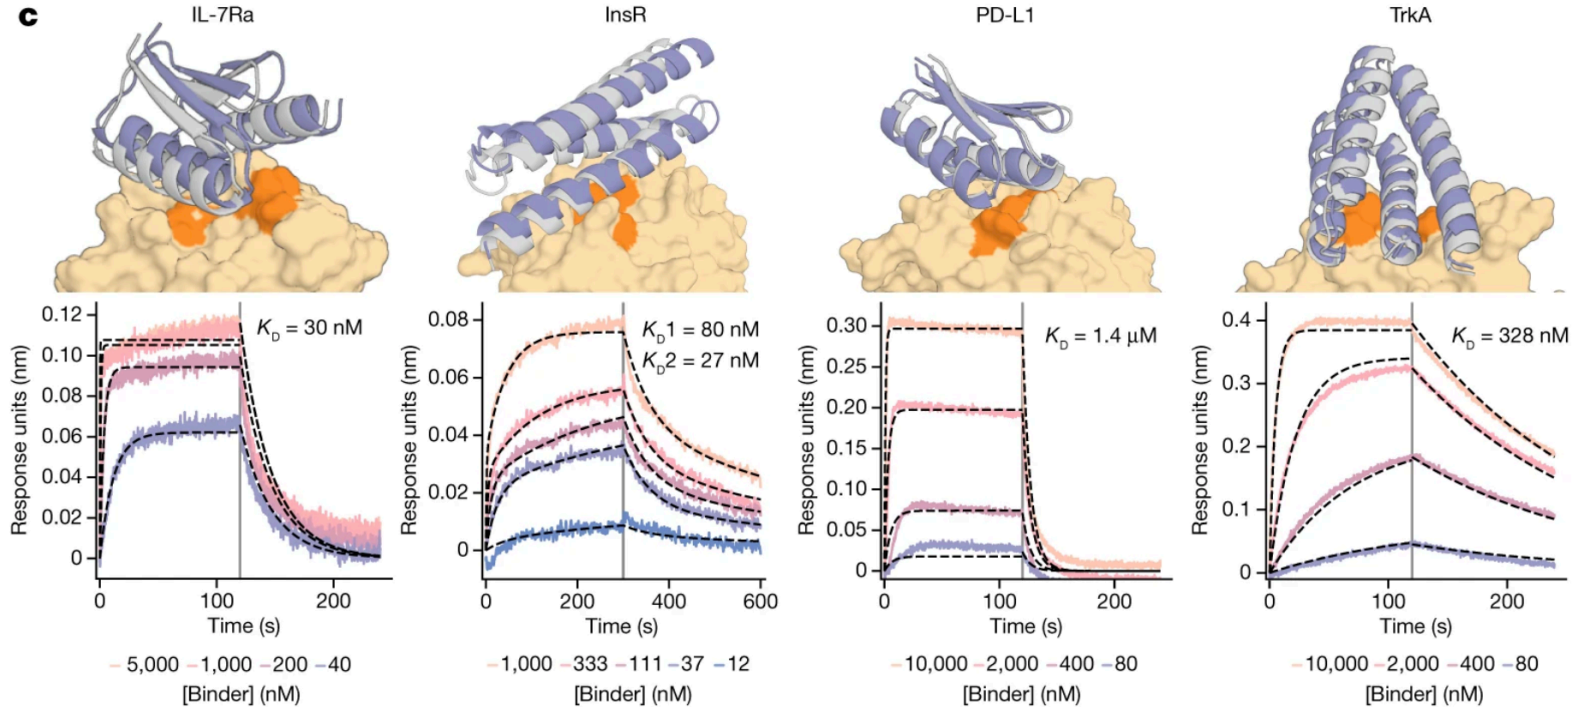 c
IL-7Ra
InsR
PD-L1
TrkA
Response units (nm)
0.12
0.10
0.08
0.06
0.04
0.02
0
K_D = 30 nM
0 100 200
Time (s)
5,000 1,000 200 40
[Binder] (nM)
Response units (nm)
0.08
0.06
0.04
0.02
0
K_D1 = 80 nM
K_D2 = 27 nM
0 200 400 600
Time (s)
1,000 333 111 37 12
[Binder] (nM)
Response units (nm)
0.30
0.25
0.20
0.15
0.10
0.05
0
K_D = 1.4 μM
0 100 200
Time (s)
10,000 2,000 400 80
[Binder] (nM)
Response units (nm)
0.4
0.3
0.2
0.1
0
K_D = 328 nM
0 100 200
Time (s)
10,000 2,000 400 80
[Binder] (nM)